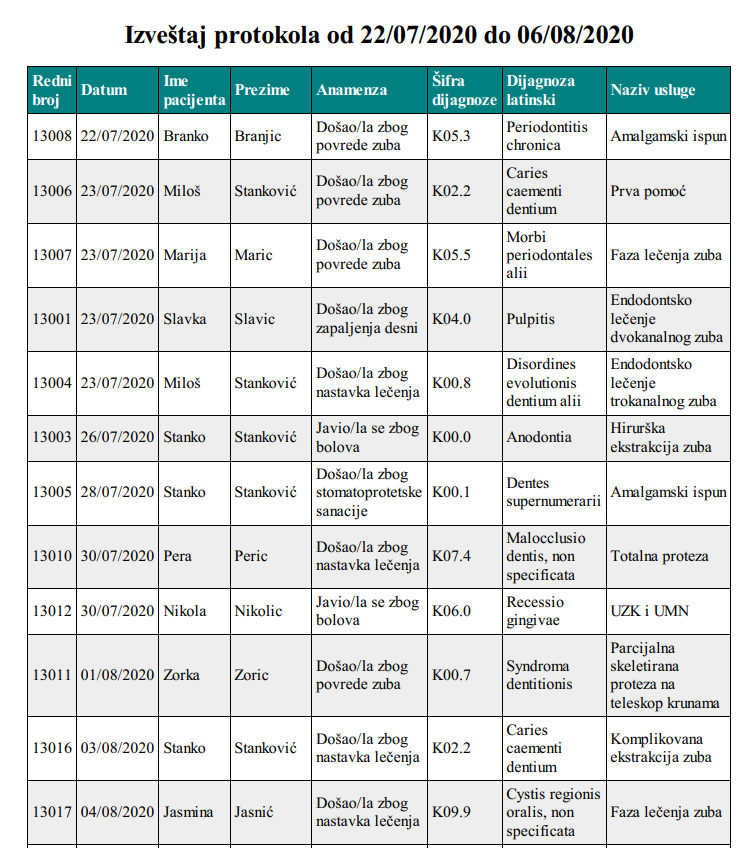 Izveštaj protokola od 22/07/2020 do 06/08/2020
Redni broj Datum Ime pacijenta Prezime Anamenza Šifra dijagnoze Dijagnoza latinski Naziv usluge
13008 22/07/2020 Branko Branjic Došao/la zbog povrede zuba K05.3 Periodontitis chronica Amalgamski ispun
13006 23/07/2020 Miloš Stanković Došao/la zbog povrede zuba K02.2 Caries caementi dentium Prva pomoć
13007 23/07/2020 Marija Maric Došao/la zbog povrede zuba K05.5 Morbi periodontales alii Faza lečenja zuba
13001 23/07/2020 Slavka Slavic Došao/la zbog zapaljenja desni K04.0 Pulpitis Endodontsko lečenje dvokanalnog zuba
13004 23/07/2020 Miloš Stanković Došao/la zbog nastavka lečenja K00.8 Disordines evolutionis dentium alii Endodontsko lečenje trokanalnog zuba
13003 26/07/2020 Stanko Stanković Javio/la se zbog bolova K00.0 Anodontia Hirurška ekstrakcija zuba
13005 28/07/2020 Stanko Stanković Došao/la zbog stomatoprotetske sanacije K00.1 Dentes supernumerarii Amalgamski ispun
13010 30/07/2020 Pera Peric Došao/la zbog nastavka lečenja K07.4 Malocclusio dentis, non specificata Totalna proteza
13012 30/07/2020 Nikola Nikolic Javio/la se zbog bolova K06.0 Recessio gingivae UZK i UMN
13011 01/08/2020 Zorka Zoric Došao/la zbog povrede zuba K00.7 Syndroma dentitionis Parcijalna skeletirana proteza na teleskop krunama
13016 03/08/2020 Stanko Stanković Došao/la zbog nastavka lečenja K02.2 Caries caementi dentium Komplikovana ekstrakcija zuba
13017 04/08/2020 Jasmina Jasnić Došao/la zbog nastavka lečenja K09.9 Cystis regionis oralis, non specificata Faza lečenja zuba